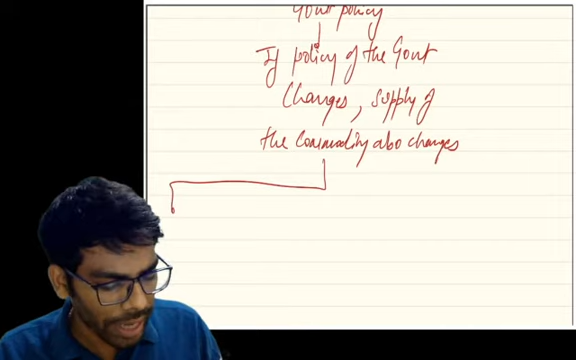 Govt policy
If policy of the Govt
Changes, Supply of
the Commodity also changes